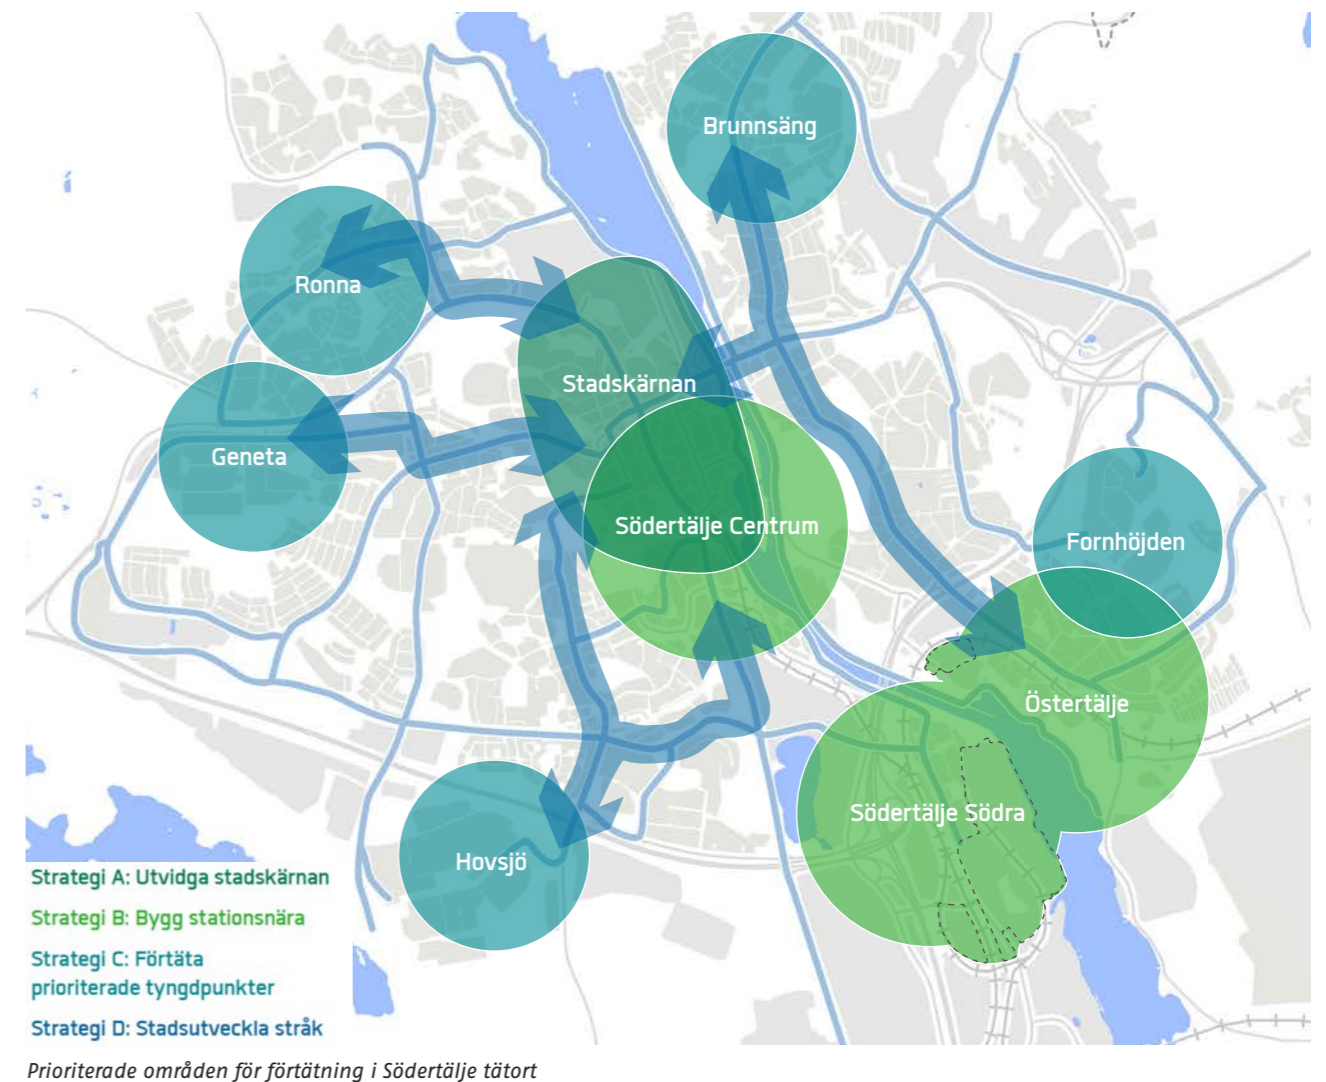 Brunnsäng
Ronna
Stadskärnan
Geneta
Södertälje Centrum
Fornhöjden
Östertälje
Södertälje Södra
Hovsjö
Strategi A: Utvidga stadskärnan
Strategi B: Bygg stationsnära
Strategi C: Förtäta
prioriterade tyngdpunkter
Strategi D: Stadsutveckla stråk
Prioriterade områden för förtätning i Södertälje tätort